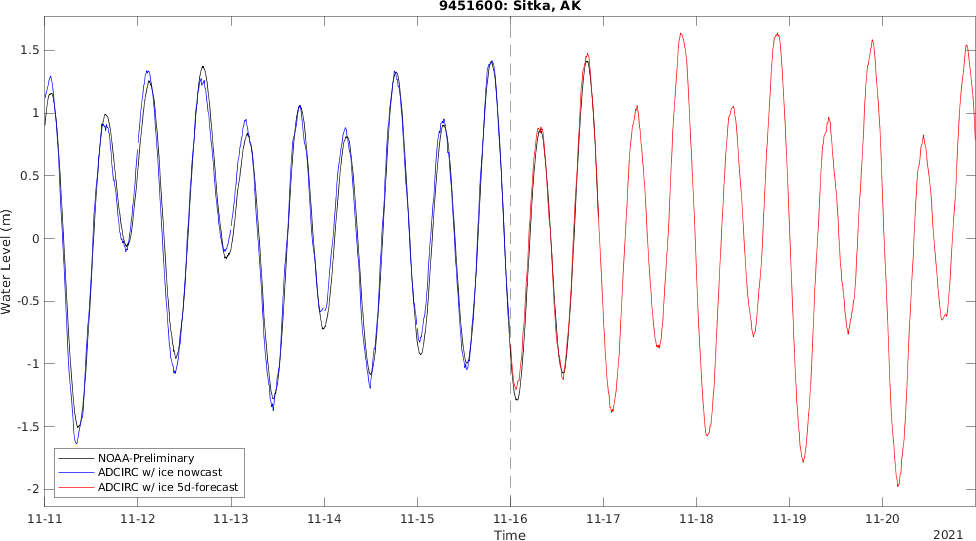 9451600: Sitka, AK
Water Level (m)
1.5
1
0.5
0
-0.5
-1
-1.5
-2
NOAA-Preliminary
ADCIRC w/ ice nowcast
ADCIRC w/ ice 5d-forecast
11-11 11-12 11-13 11-14 11-15 11-16 11-17 11-18 11-19 11-20
Time
2021